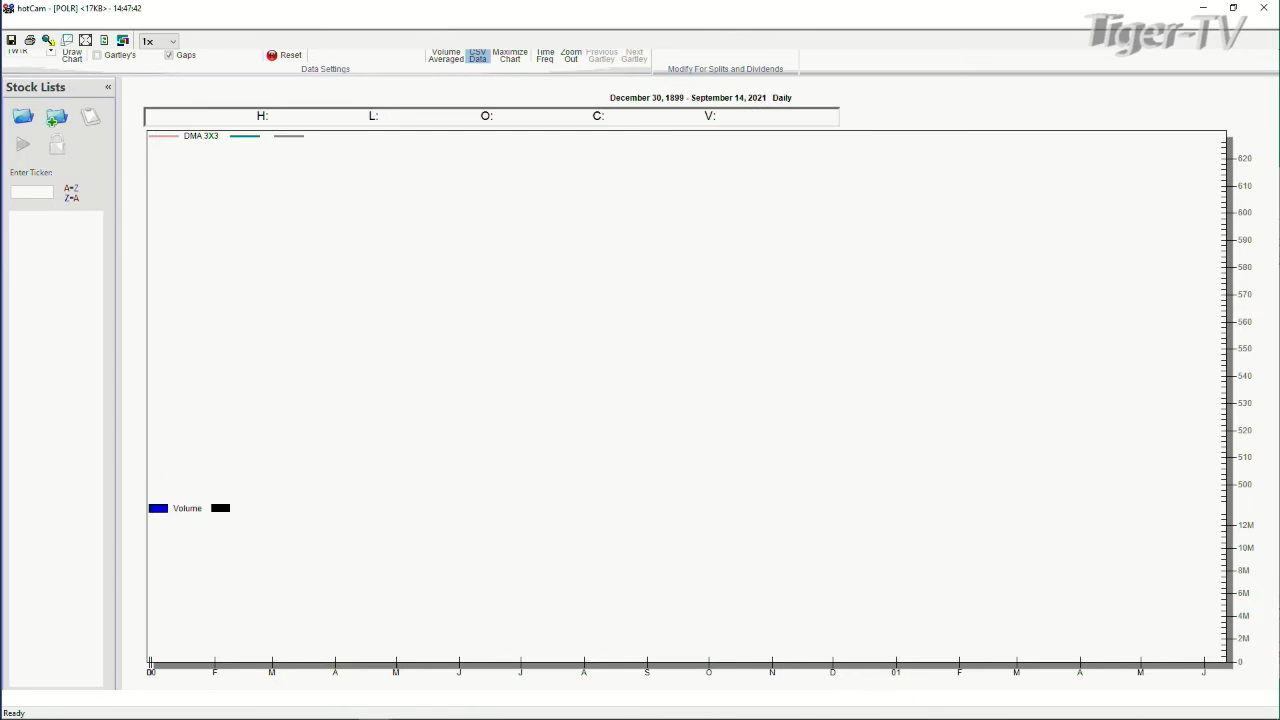 hotCam - [POLR] <17KB> - 14:47:42
Tiger-TV
1x
TWTR
Draw Chart
Gartley's
Gaps
Reset
Volume Averaged
CSV Data
Maximize Chart
Time Freq
Zoom Out
Previous Gartley
Next Gartley
Data Settings
Modify For Splits and Dividends
Stock Lists «
Enter Ticker:
A=Z
Z=A
December 30, 1899 - September 14, 2021 Daily
H: L: O: C: V:
DMA 3X3
620
610
600
590
580
570
560
550
540
530
520
510
500
Volume
12M
10M
8M
6M
4M
2M
0
F M A M J J A S O N D 01 F M A M J
Ready